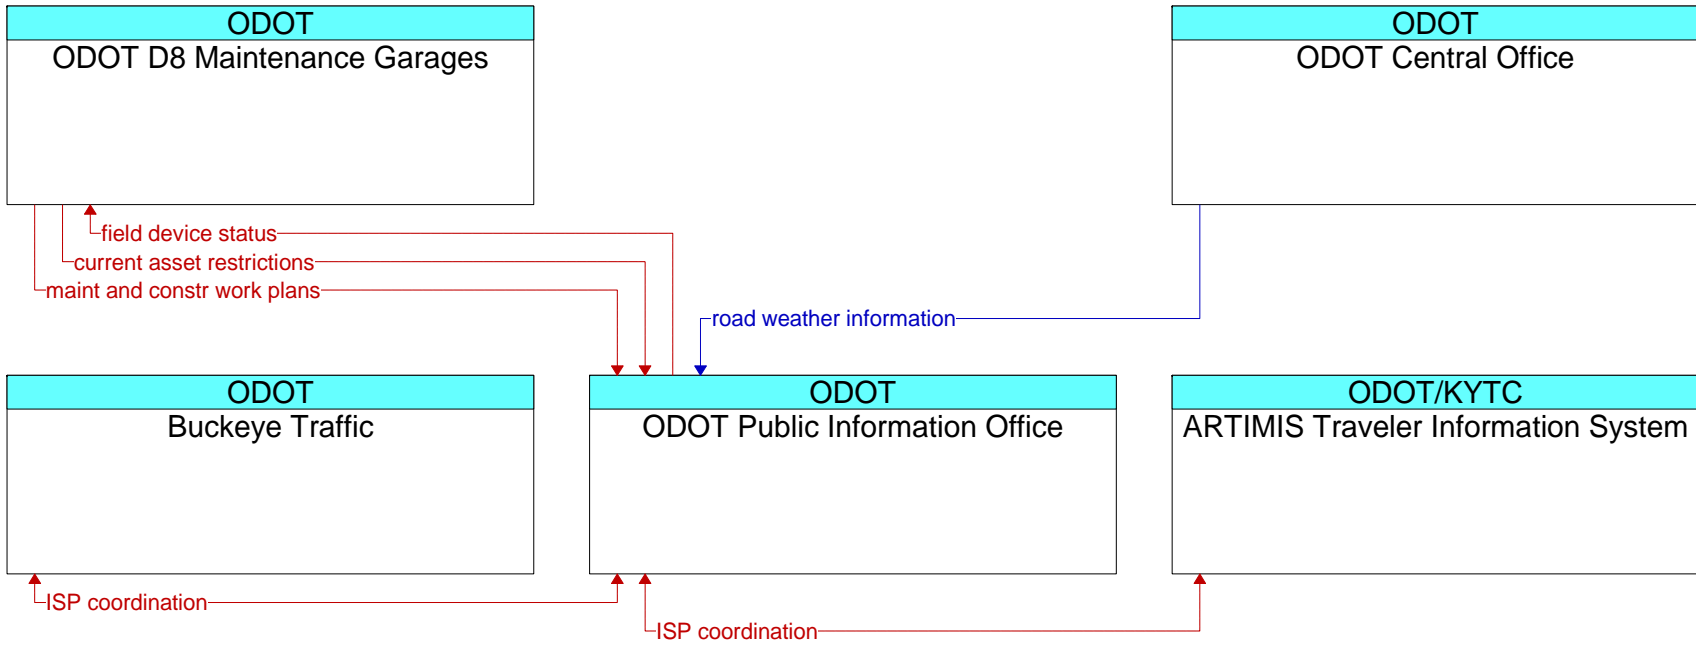 ODOT
ODOT D8 Maintenance Garages
ODOT
ODOT Central Office
field device status
current asset restrictions
maint and constr work plans
road weather information
ODOT
Buckeye Traffic
ODOT
ODOT Public Information Office
ODOT/KYTC
ARTIMIS Traveler Information System
ISP coordination
ISP coordination